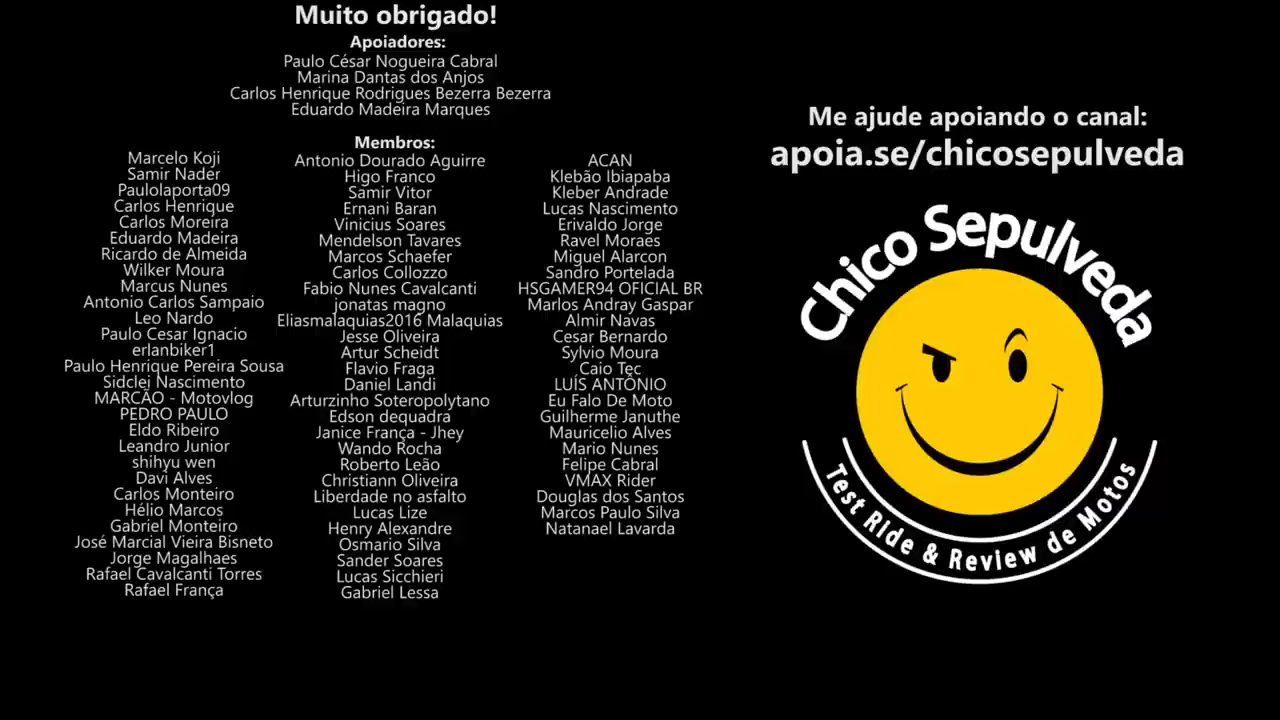 Muito obrigado!
Apoiadores:
Paulo César Nogueira Cabral
Marina Dantas dos Anjos
Carlos Henrique Rodrigues Bezerra Bezerra
Eduardo Madeira Marques
Membros:
Marcelo Koji
Samir Nader
Paulolaporta09
Carlos Henrique
Carlos Moreira
Eduardo Madeira
Ricardo de Almeida
Wilker Moura
Marcus Nunes
Antonio Carlos Sampaio
Leo Nardo
Paulo Cesar Ignacio
erlanbiker1
Paulo Henrique Pereira Sousa
Sidclei Nascimento
MARCÃO - Motovlog
PEDRO PAULO
Eldo Ribeiro
Leandro Junior
shihyu wen
Davi Alves
Carlos Monteiro
Hélio Marcos
Gabriel Monteiro
José Marcial Vieira Bisneto
Jorge Magalhaes
Rafael Cavalcanti Torres
Rafael França
Antonio Dourado Aguirre
Higo Franco
Samir Vitor
Ernani Baran
Vinicius Soares
Mendelson Tavares
Marcos Schaefer
Carlos Collozzo
Fabio Nunes Cavalcanti
jonatas magno
Eliasmalaquias2016 Malaquias
Jesse Oliveira
Artur Scheidt
Flavio Fraga
Daniel Landi
Arturzinho Soteropolytano
Edson dequadra
Janice França - Jhey
Wando Rocha
Roberto Leão
Christiann Oliveira
Liberdade no asfalto
Lucas Lize
Henry Alexandre
Osmario Silva
Sander Soares
Lucas Sicchieri
Gabriel Lessa
ACAN
Klebão Ibiapaba
Kleber Andrade
Lucas Nascimento
Erivaldo Jorge
Ravel Moraes
Miguel Alarcon
Sandro Portelada
HSGAMER94 OFICIAL BR
Marlos Andray Gaspar
Almir Navas
Cesar Bernardo
Sylvio Moura
Caio Teç
LUÍS ANTÔNIO
Eu Falo De Moto
Guilherme Januthe
Mauricelio Alves
Mario Nunes
Felipe Cabral
VMAX Rider
Douglas dos Santos
Marcos Paulo Silva
Natanael Lavarda
Me ajude apoiando o canal:
apoia.se/chicosepulveda
Chico Sepulveda
Test Ride & Review de Motos